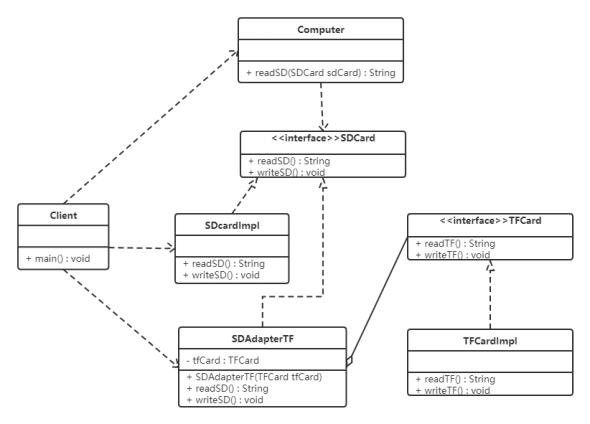 Computer
+ readSD(SDCard sdCard) : String
<<interface>>SDCard
+ readSD() : String
+ writeSD() : void
Client
+ main() : void
SDcardImpl
+ readSD() : String
+ writeSD() : void
<<interface>>TFCard
+ readTF() : String
+ writeTF() : void
SDAdapterTF
- tfCard : TFCard
+ SDAdapterTF(TFCard tfCard)
+ readSD() : String
+ writeSD() : void
TFCardImpl
+ readTF() : String
+ writeTF() : void